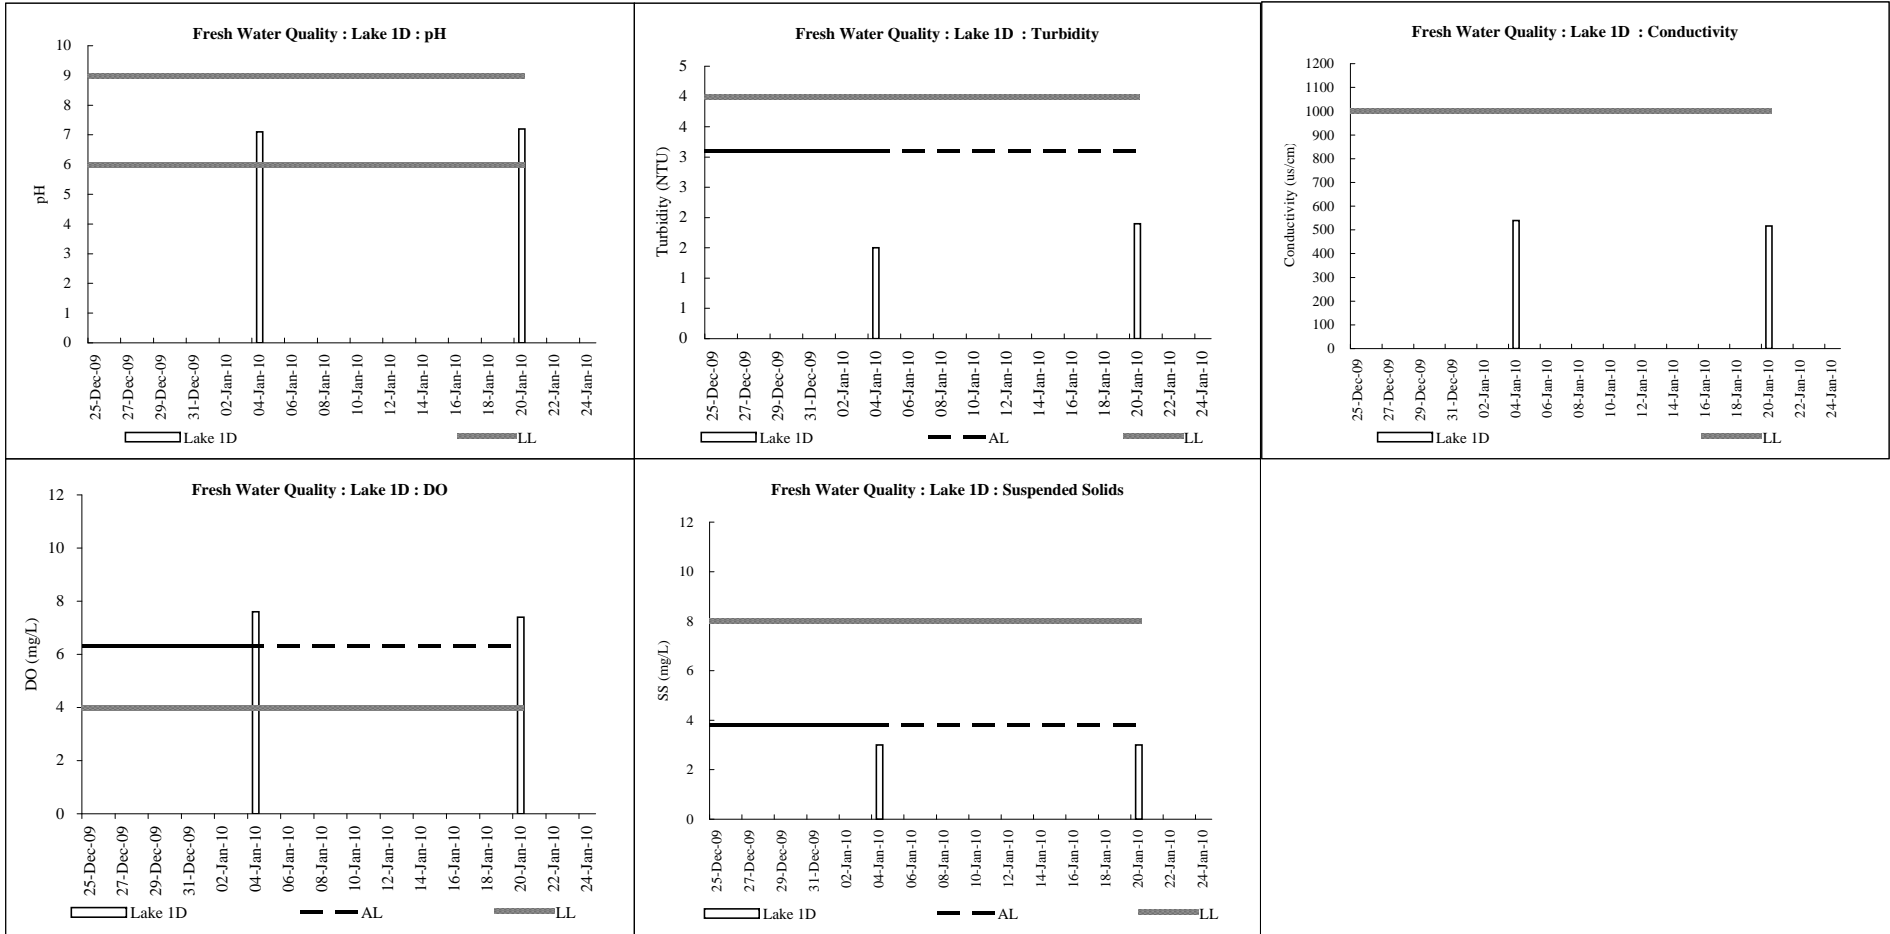 Fresh Water Quality : Lake 1D : pH
10
9
8
7
6
5
4
3
2
1
0
pH
25-Dec-09
27-Dec-09
29-Dec-09
31-Dec-09
02-Jan-10
04-Jan-10
06-Jan-10
08-Jan-10
10-Jan-10
12-Jan-10
14-Jan-10
16-Jan-10
18-Jan-10
20-Jan-10
22-Jan-10
24-Jan-10
Lake 1D LL
Fresh Water Quality : Lake 1D : Turbidity
5
4
4
3
3
2
2
1
1
0
Turbidity (NTU)
25-Dec-09
27-Dec-09
29-Dec-09
31-Dec-09
02-Jan-10
04-Jan-10
06-Jan-10
08-Jan-10
10-Jan-10
12-Jan-10
14-Jan-10
16-Jan-10
18-Jan-10
20-Jan-10
22-Jan-10
24-Jan-10
Lake 1D AL LL
Fresh Water Quality : Lake 1D : Conductivity
1200
1100
1000
900
800
700
600
500
400
300
200
100
0
Conductivity (us/cm)
25-Dec-09
27-Dec-09
29-Dec-09
31-Dec-09
02-Jan-10
04-Jan-10
06-Jan-10
08-Jan-10
10-Jan-10
12-Jan-10
14-Jan-10
16-Jan-10
18-Jan-10
20-Jan-10
22-Jan-10
24-Jan-10
Lake 1D LL
Fresh Water Quality : Lake 1D : DO
12
10
8
6
4
2
0
DO (mg/L)
25-Dec-09
27-Dec-09
29-Dec-09
31-Dec-09
02-Jan-10
04-Jan-10
06-Jan-10
08-Jan-10
10-Jan-10
12-Jan-10
14-Jan-10
16-Jan-10
18-Jan-10
20-Jan-10
22-Jan-10
24-Jan-10
Lake 1D AL LL
Fresh Water Quality : Lake 1D : Suspended Solids
12
10
8
6
4
2
0
SS (mg/L)
25-Dec-09
27-Dec-09
29-Dec-09
31-Dec-09
02-Jan-10
04-Jan-10
06-Jan-10
08-Jan-10
10-Jan-10
12-Jan-10
14-Jan-10
16-Jan-10
18-Jan-10
20-Jan-10
22-Jan-10
24-Jan-10
Lake 1D AL LL